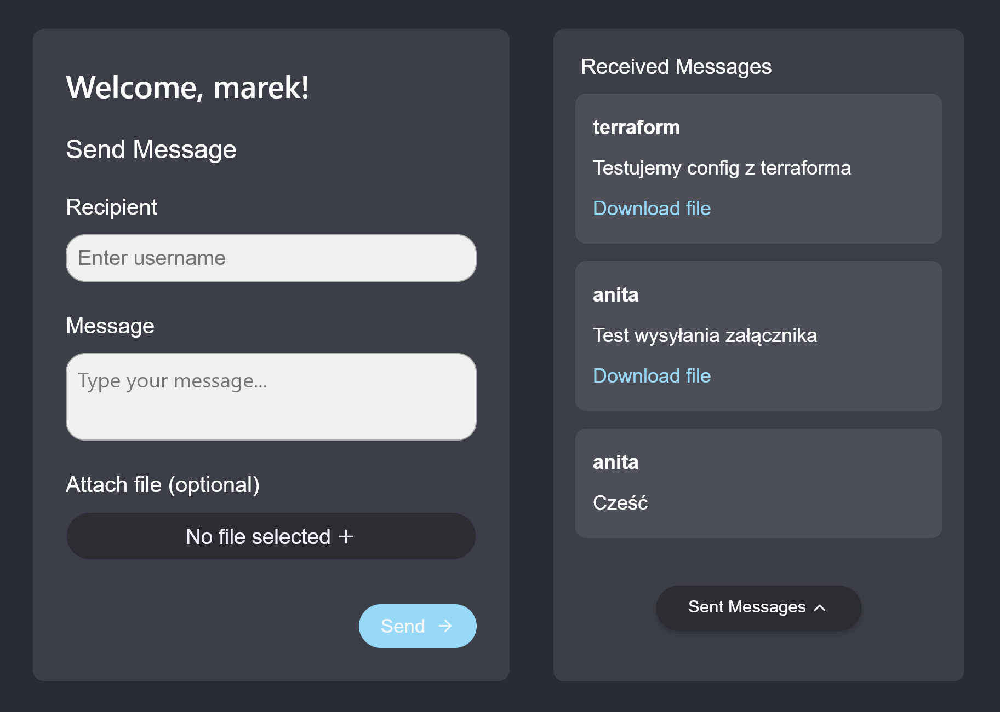 Welcome, marek!
Send Message
Recipient
Enter username
Message
Type your message...
Attach file (optional)
No file selected +
Send →
Received Messages
terraform
Testujemy config z terraforma
Download file
anita
Test wysyłania załącznika
Download file
anita
Cześć
Sent Messages